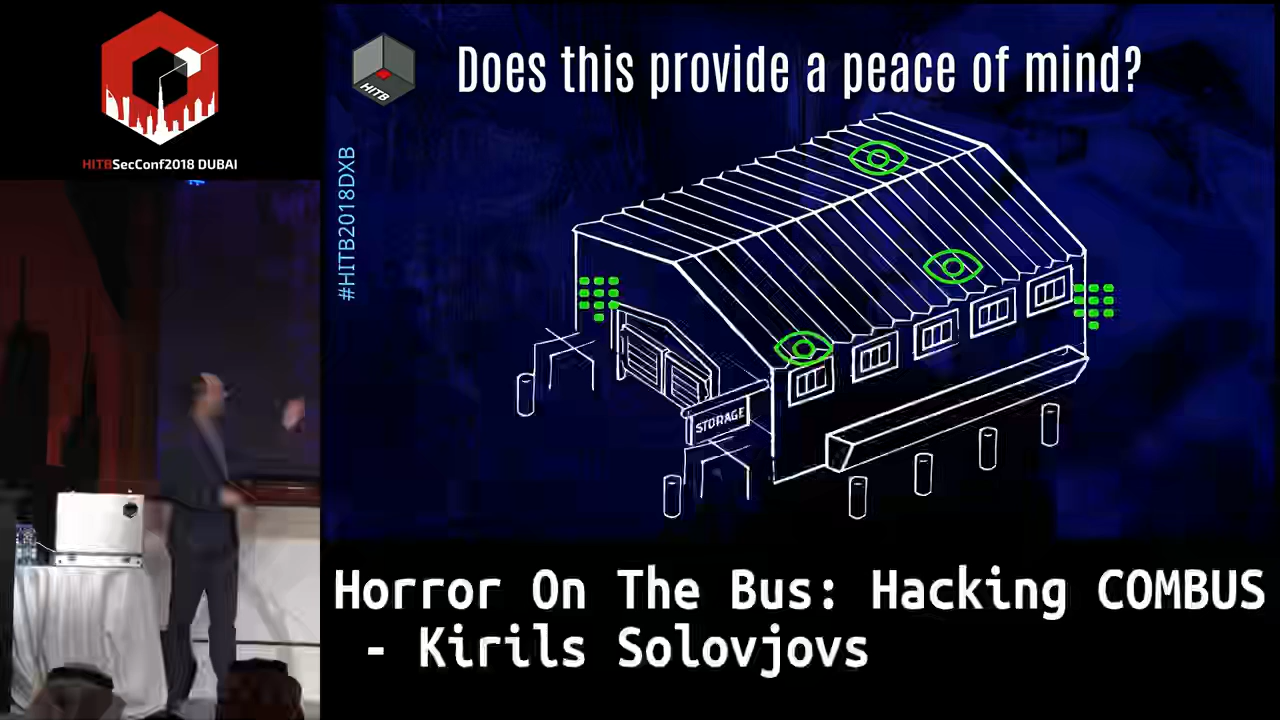 HITBSecConf2018 DUBAI
HITB
Does this provide a peace of mind?
#HITB2018DXB
STORAGE
Horror On The Bus: Hacking COMBUS
- Kirils Solovjovs